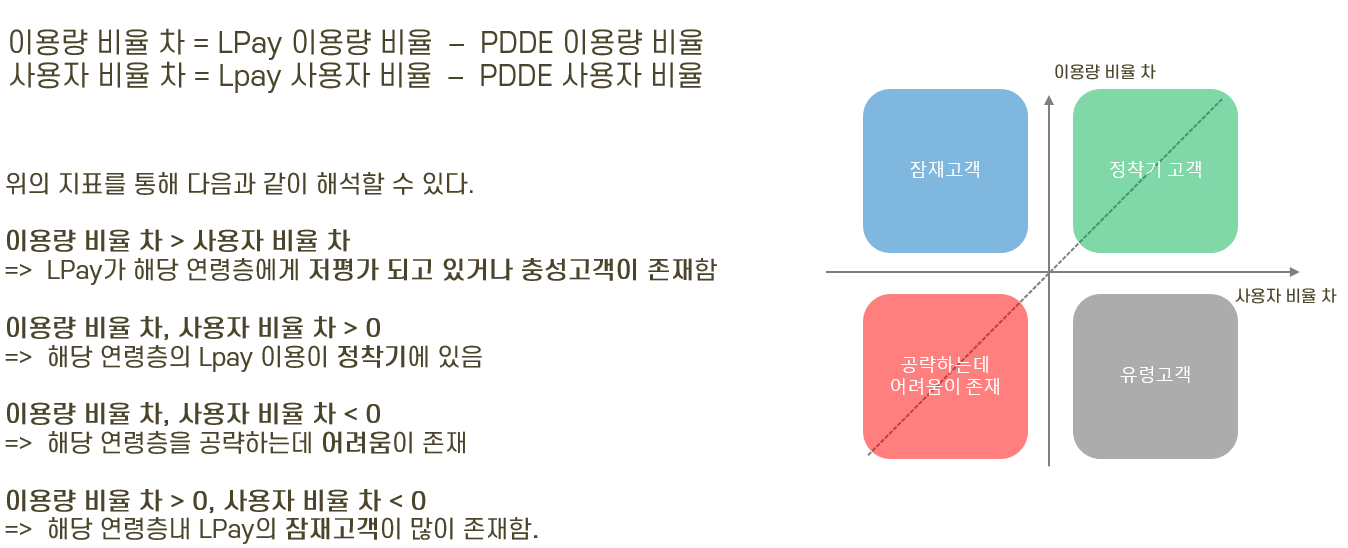 이용량 비율 차 = LPay 이용량 비율 – PDDE 이용량 비율
사용자 비율 차 = Lpay 사용자 비율 – PDDE 사용자 비율
위의 지표를 통해 다음과 같이 해석할 수 있다.
이용량 비율 차 > 사용자 비율 차
=> LPay가 해당 연령층에게 저평가 되고 있거나 충성고객이 존재함
이용량 비율 차, 사용자 비율 차 > 0
=> 해당 연령층의 Lpay 이용이 정착기에 있음
이용량 비율 차, 사용자 비율 차 < 0
=> 해당 연령층을 공략하는데 어려움이 존재
이용량 비율 차 > 0, 사용자 비율 차 < 0
=> 해당 연령층내 LPay의 잠재고객이 많이 존재함.
이용량 비율 차
잠재고객
정착기 고객
사용자 비율 차
공략하는데
어려움이 존재
유령고객